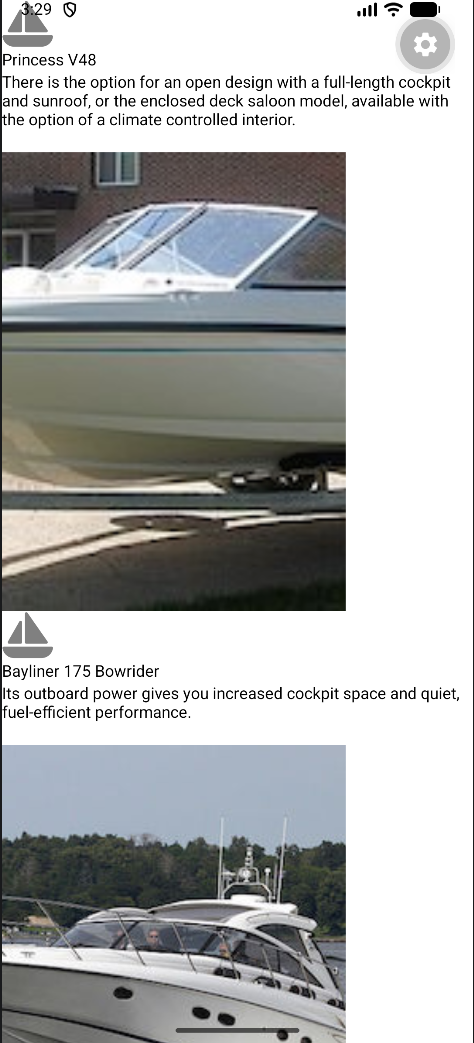 3:29
Princess V48
There is the option for an open design with a full-length cockpit
and sunroof, or the enclosed deck saloon model, available with
the option of a climate controlled interior.
Bayliner 175 Bowrider
Its outboard power gives you increased cockpit space and quiet,
fuel-efficient performance.